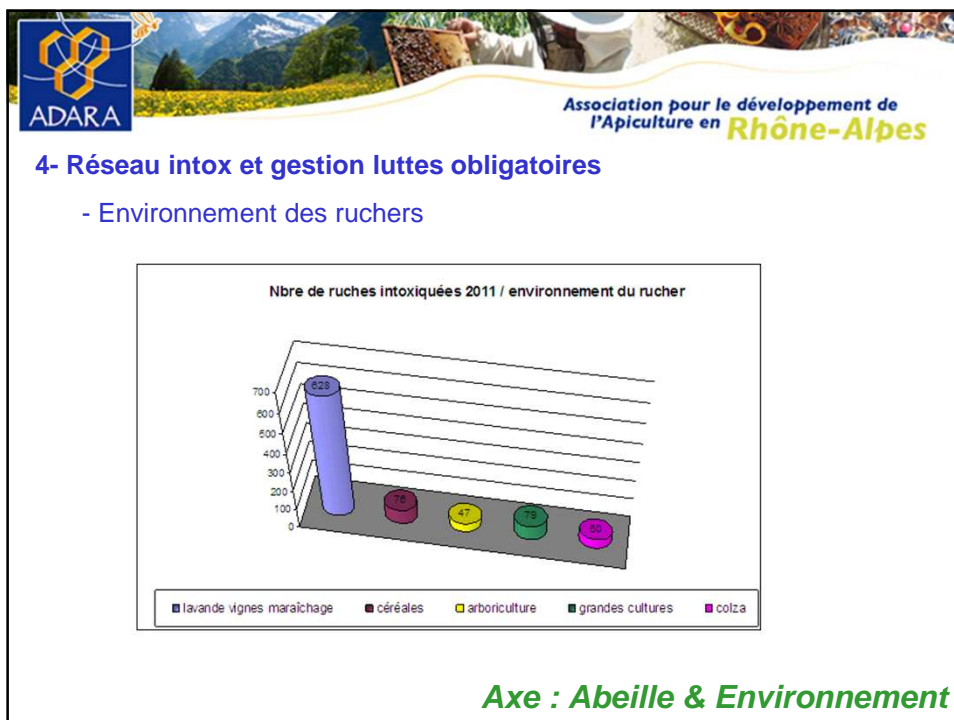 ADARA
Association pour le développement de
l'Apiculture en Rhône-Alpes
4- Réseau intox et gestion luttes obligatoires
- Environnement des ruchers
Nbre de ruches intoxiquées 2011 / environnement du rucher
700
600
500
400
300
200
100
0
628
76
47
79
lavande vignes maraîchage céréales arboriculture grandes cultures colza
Axe : Abeille & Environnement